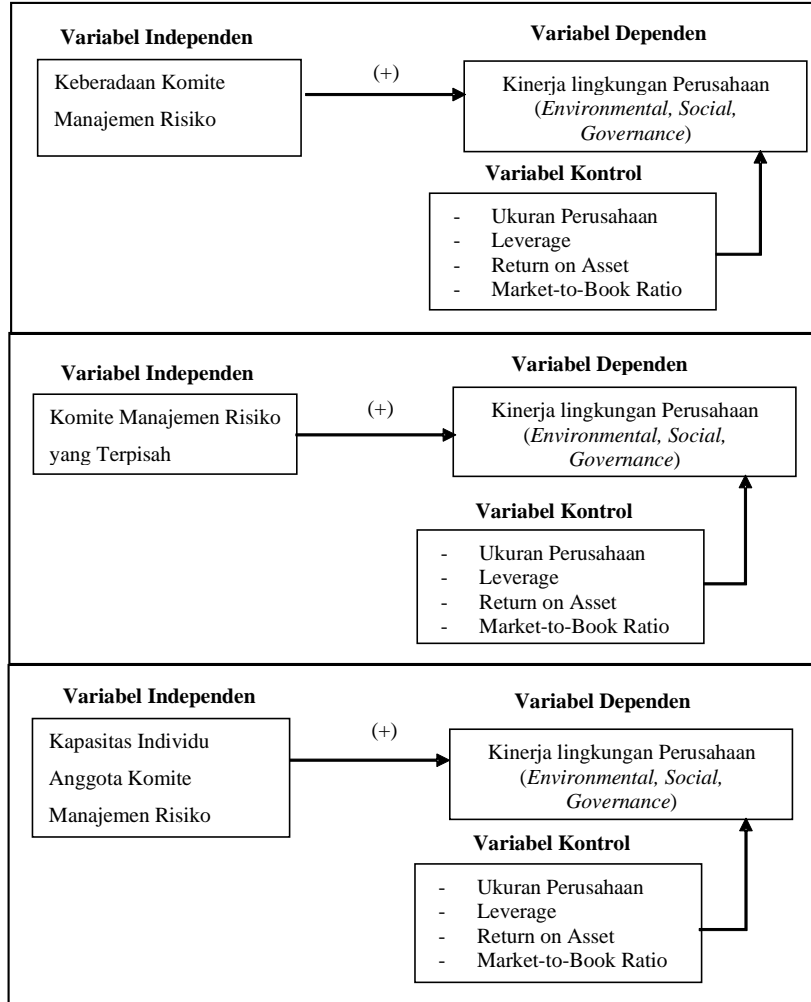 Variabel Independen
Variabel Dependen
Keberadaan Komite
Manajemen Risiko
(+)
Kinerja lingkungan Perusahaan
(Environmental, Social,
Governance)
Variabel Kontrol
- Ukuran Perusahaan
- Leverage
- Return on Asset
- Market-to-Book Ratio
Variabel Independen
Variabel Dependen
Komite Manajemen Risiko
yang Terpisah
(+)
Kinerja lingkungan Perusahaan
(Environmental, Social,
Governance)
Variabel Kontrol
- Ukuran Perusahaan
- Leverage
- Return on Asset
- Market-to-Book Ratio
Variabel Independen
Variabel Dependen
Kapasitas Individu
Anggota Komite
Manajemen Risiko
(+)
Kinerja lingkungan Perusahaan
(Environmental, Social,
Governance)
Variabel Kontrol
- Ukuran Perusahaan
- Leverage
- Return on Asset
- Market-to-Book Ratio